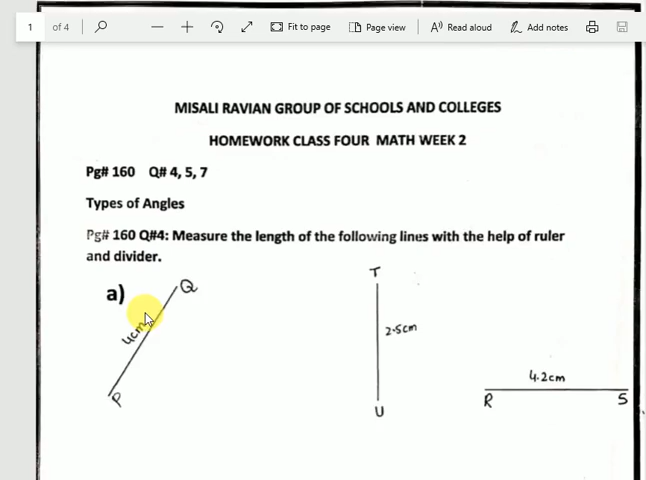 1 of 4 Fit to page Page view Read aloud Add notes
MISALI RAVIAN GROUP OF SCHOOLS AND COLLEGES
HOMEWORK CLASS FOUR MATH WEEK 2
Pg# 160 Q# 4, 5, 7
Types of Angles
Pg# 160 Q#4: Measure the length of the following lines with the help of ruler
and divider.
a)
Q
4cm
P
T
2.5cm
U
4.2cm
R S